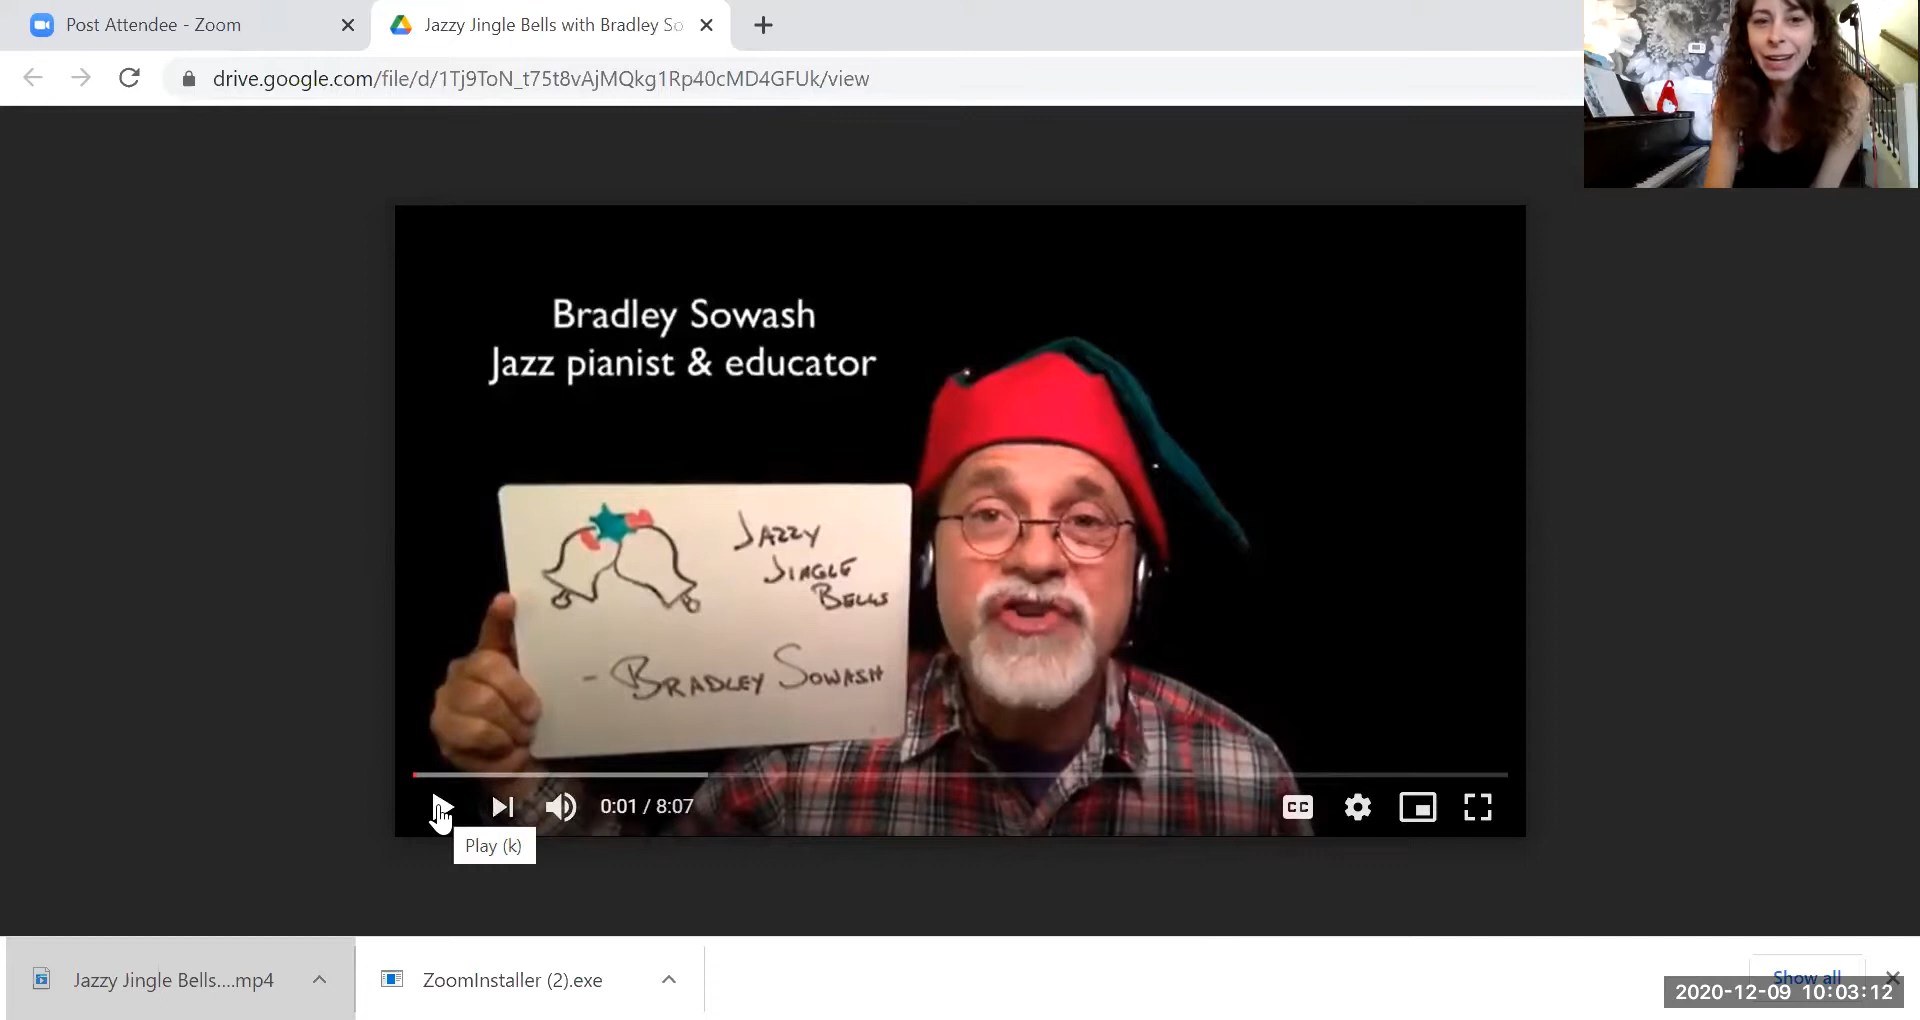 Post Attendee - Zoom
Jazzy Jingle Bells with Bradley So
drive.google.com/file/d/1Tj9ToN_t75t8vAjMQkg1Rp40cMD4GFUk/view
Bradley Sowash
Jazz pianist & educator
JAZZY
JINGLE
BELLS
- BRADLEY SOWASH
0:01 / 8:07
CC
Play (k)
Jazzy Jingle Bells....mp4
ZoomInstaller (2).exe
Show all
2020-12-09 10:03:12